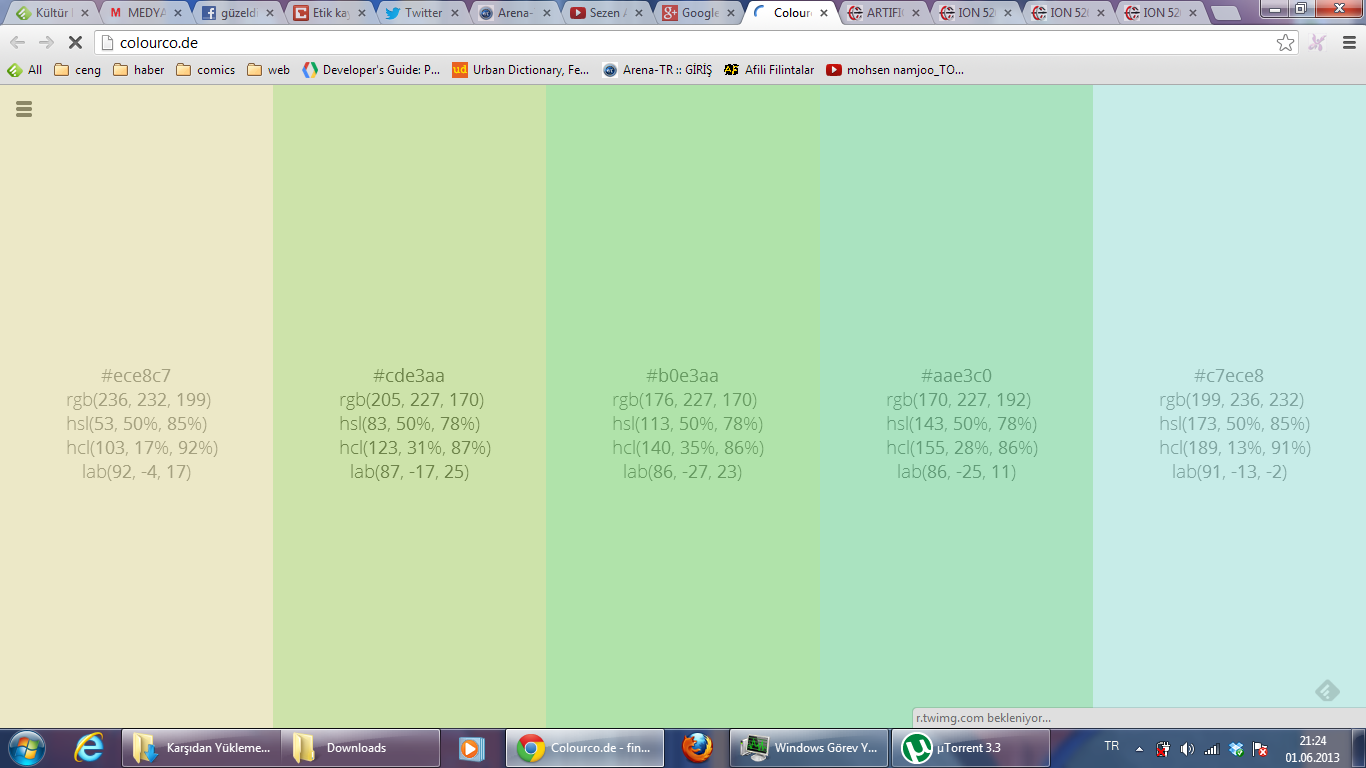 Kültür
MEDYA
güzeldi
Etik kay
Twitter
Arena-
Sezen A
Google
Colour
ARTIFI
ION 52
ION 52
ION 52
colourco.de
All ceng haber comics web Developer's Guide: P... Urban Dictionary, Fe... Arena-TR :: GİRİŞ Afili Filintalar mohsen namjoo_TO...
#ece8c7
rgb(236, 232, 199)
hsl(53, 50%, 85%)
hcl(103, 17%, 92%)
lab(92, -4, 17)
#cde3aa
rgb(205, 227, 170)
hsl(83, 50%, 78%)
hcl(123, 31%, 87%)
lab(87, -17, 25)
#b0e3aa
rgb(176, 227, 170)
hsl(113, 50%, 78%)
hcl(140, 35%, 86%)
lab(86, -27, 23)
#aae3c0
rgb(170, 227, 192)
hsl(143, 50%, 78%)
hcl(155, 28%, 86%)
lab(86, -25, 11)
#c7ece8
rgb(199, 236, 232)
hsl(173, 50%, 85%)
hcl(189, 13%, 91%)
lab(91, -13, -2)
r.twimg.com bekleniyor...
Karşıdan Yükleme...
Downloads
Colourco.de - fin...
Windows Görev Y...
µTorrent 3.3
TR
21:24
01.06.2013